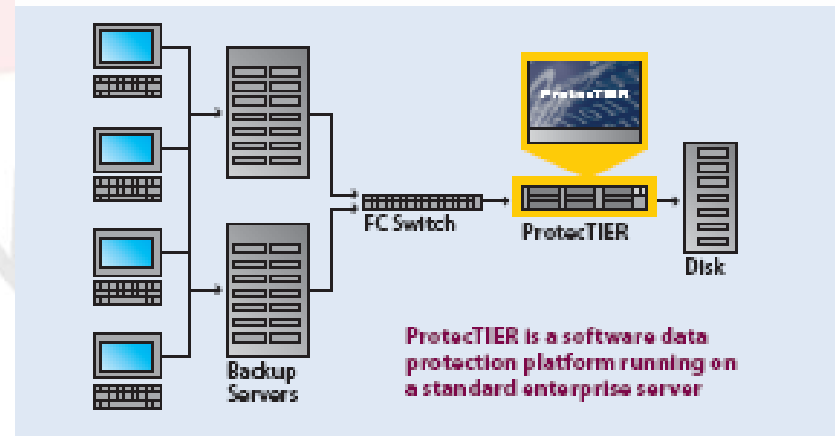 ProtecTIER
FC Switch
ProtecTIER
Disk
Backup
Servers
ProtecTIER is a software data
protection platform running on
a standard enterprise server